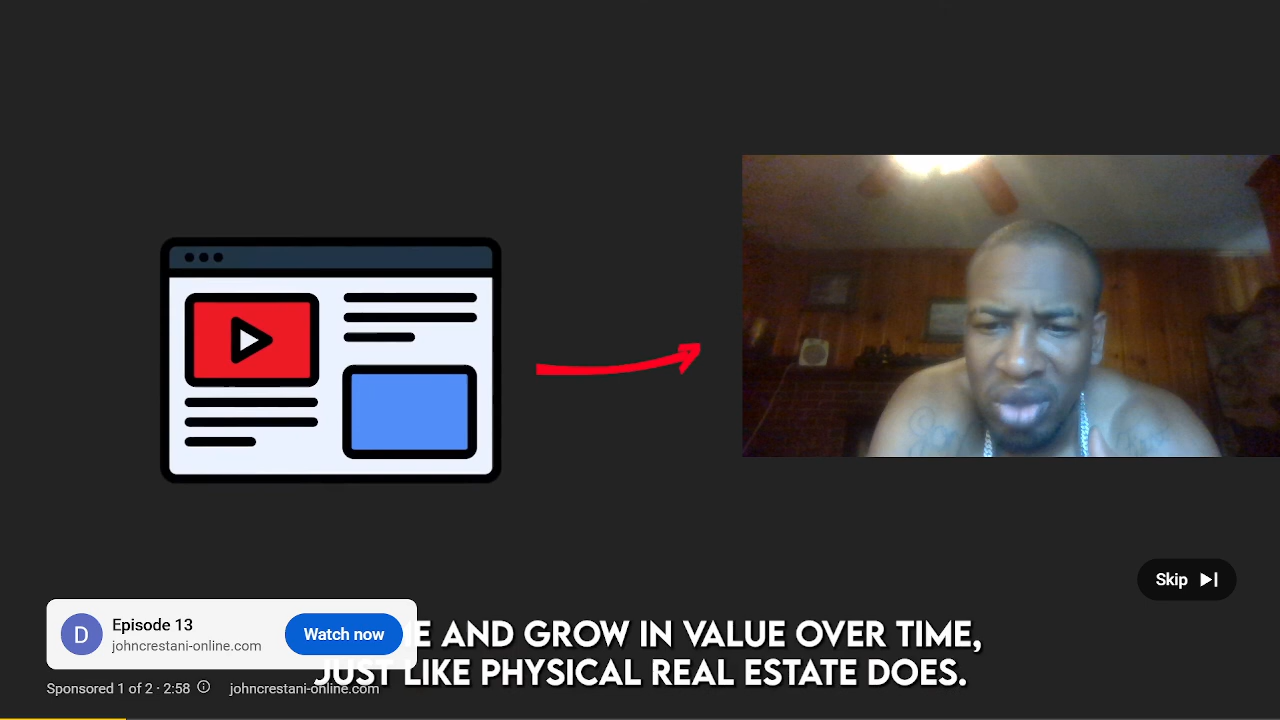 Skip
D
Episode 13
johncrestani-online.com
Watch now
AND GROW IN VALUE OVER TIME,
JUST LIKE PHYSICAL REAL ESTATE DOES.
Sponsored 1 of 2 · 2:58
johncrestani-online.com